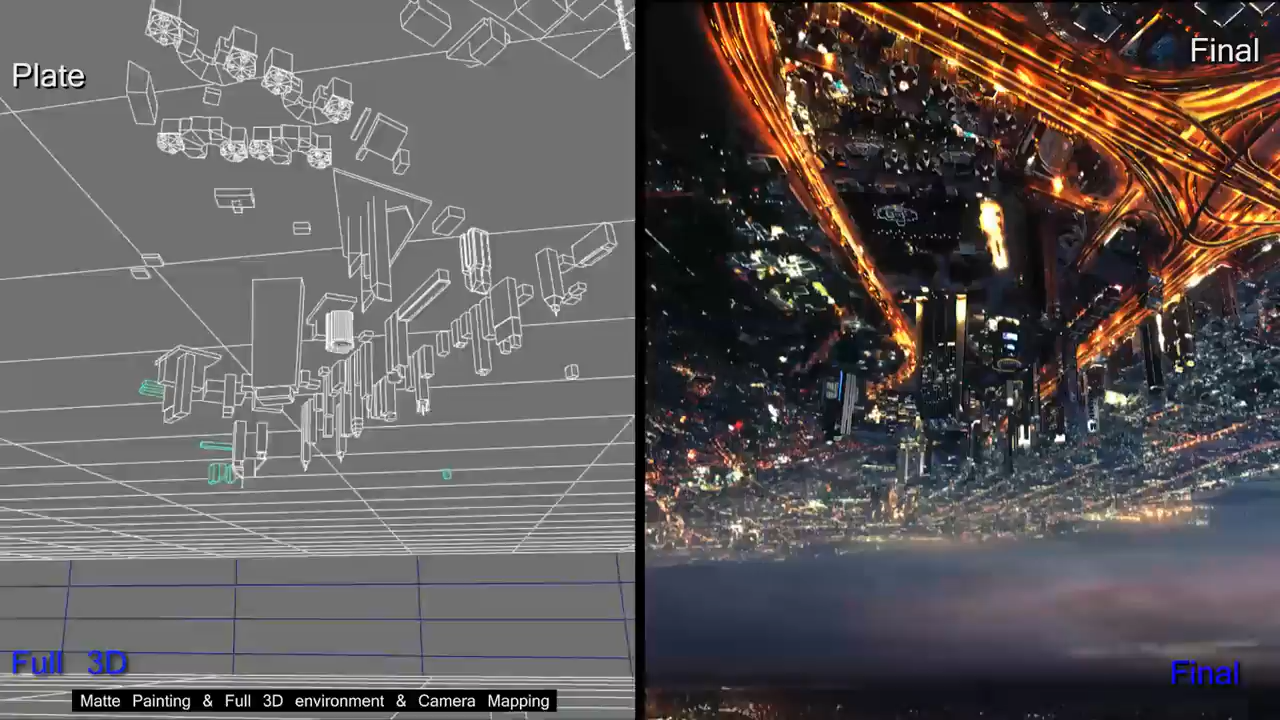 Plate
Final
Full 3D
Final
Matte Painting & Full 3D environment & Camera Mapping